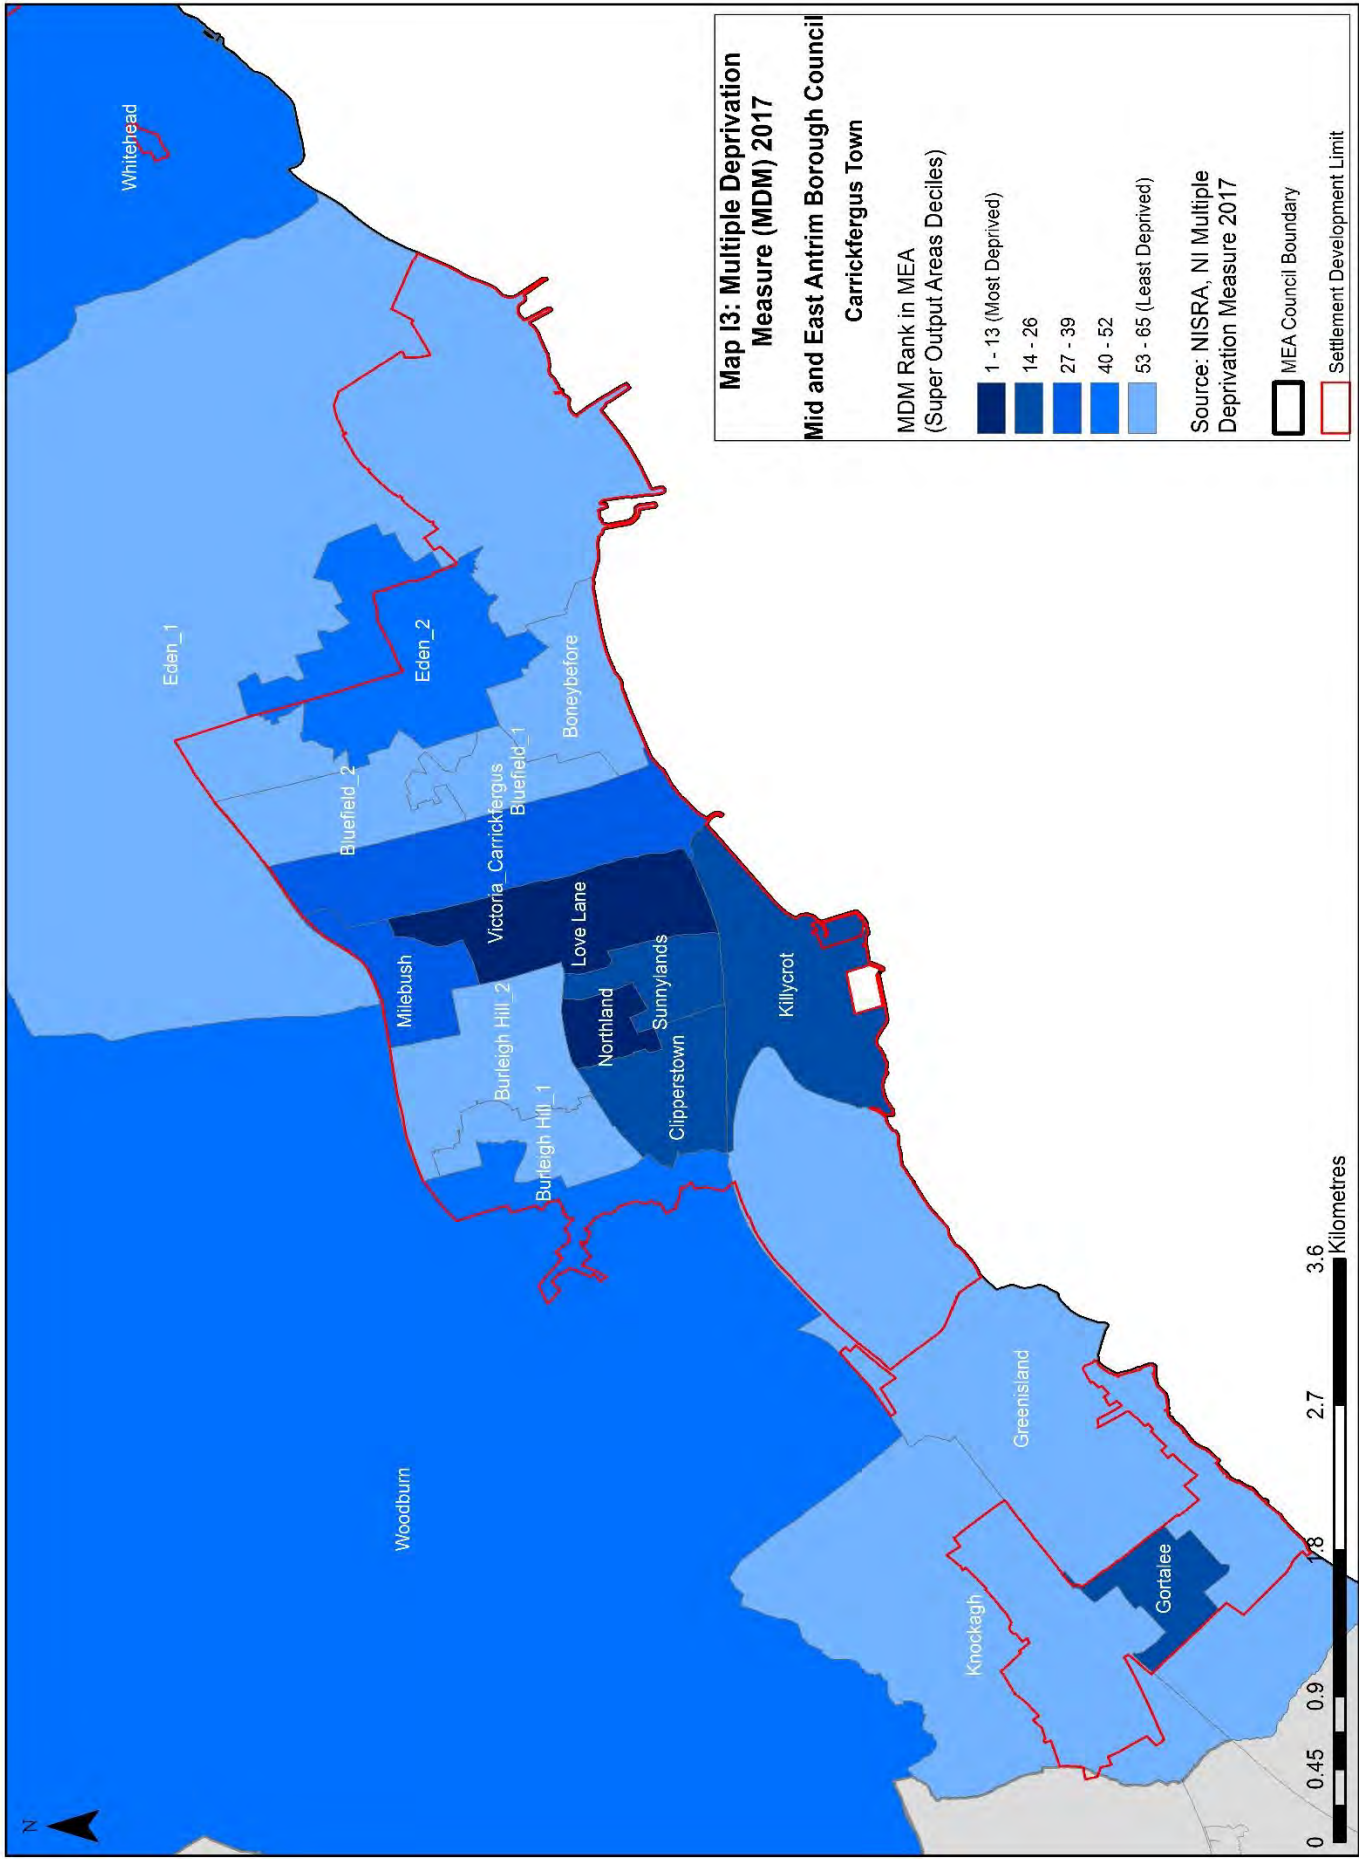 Map I3: Multiple Deprivation
Measure (MDM) 2017
Mid and East Antrim Borough Council
Carrickfergus Town
MDM Rank in MEA
(Super Output Areas Deciles)
1 - 13 (Most Deprived)
14 - 26
27 - 39
40 - 52
53 - 65 (Least Deprived)
Source: NISRA, NI Multiple
Deprivation Measure 2017
MEA Council Boundary
Settlement Development Limit
N
Whitehead
Eden_1
Eden_2
Boneybefore
Bluefield_2
Bluefield_1
Victoria_Carrickfergus
Milebush
Love Lane
Burleigh Hill_2
Northland
Sunnylands
Killycrot
Burleigh Hill_1
Clipperstown
Woodburn
Greenisland
Knockagh
Gortalee
0 0.45 0.9 1.8 2.7 3.6
Kilometres